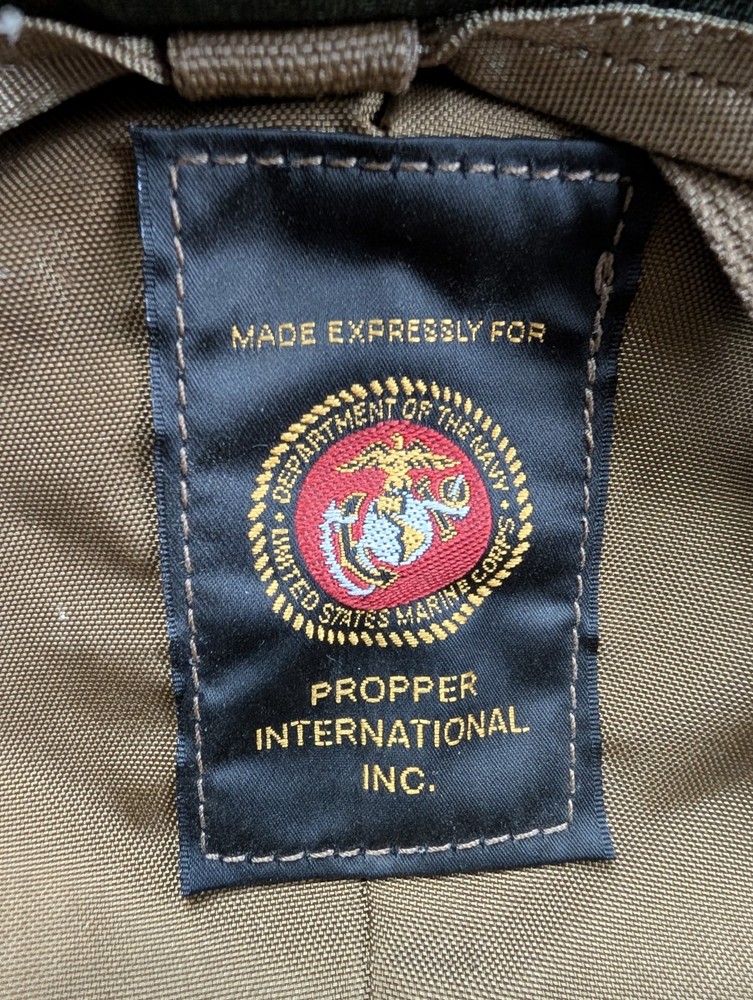 MADE EXPRESSLY FOR
DEPARTMENT OF THE NAVY
UNITED STATES MARINE CORPS
PROPPER
INTERNATIONAL
INC.